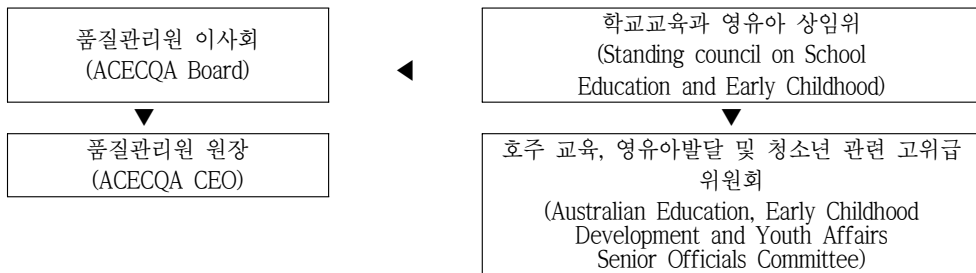 품질관리원 이사회
(ACECQA Board)
◀
학교교육과 영유아 상임위
(Standing council on School
Education and Early Childhood)
▼
▼
품질관리원 원장
(ACECQA CEO)
호주 교육, 영유아발달 및 청소년 관련 고위급
위원회
(Australian Education, Early Childhood
Development and Youth Affairs
Senior Officials Committee)